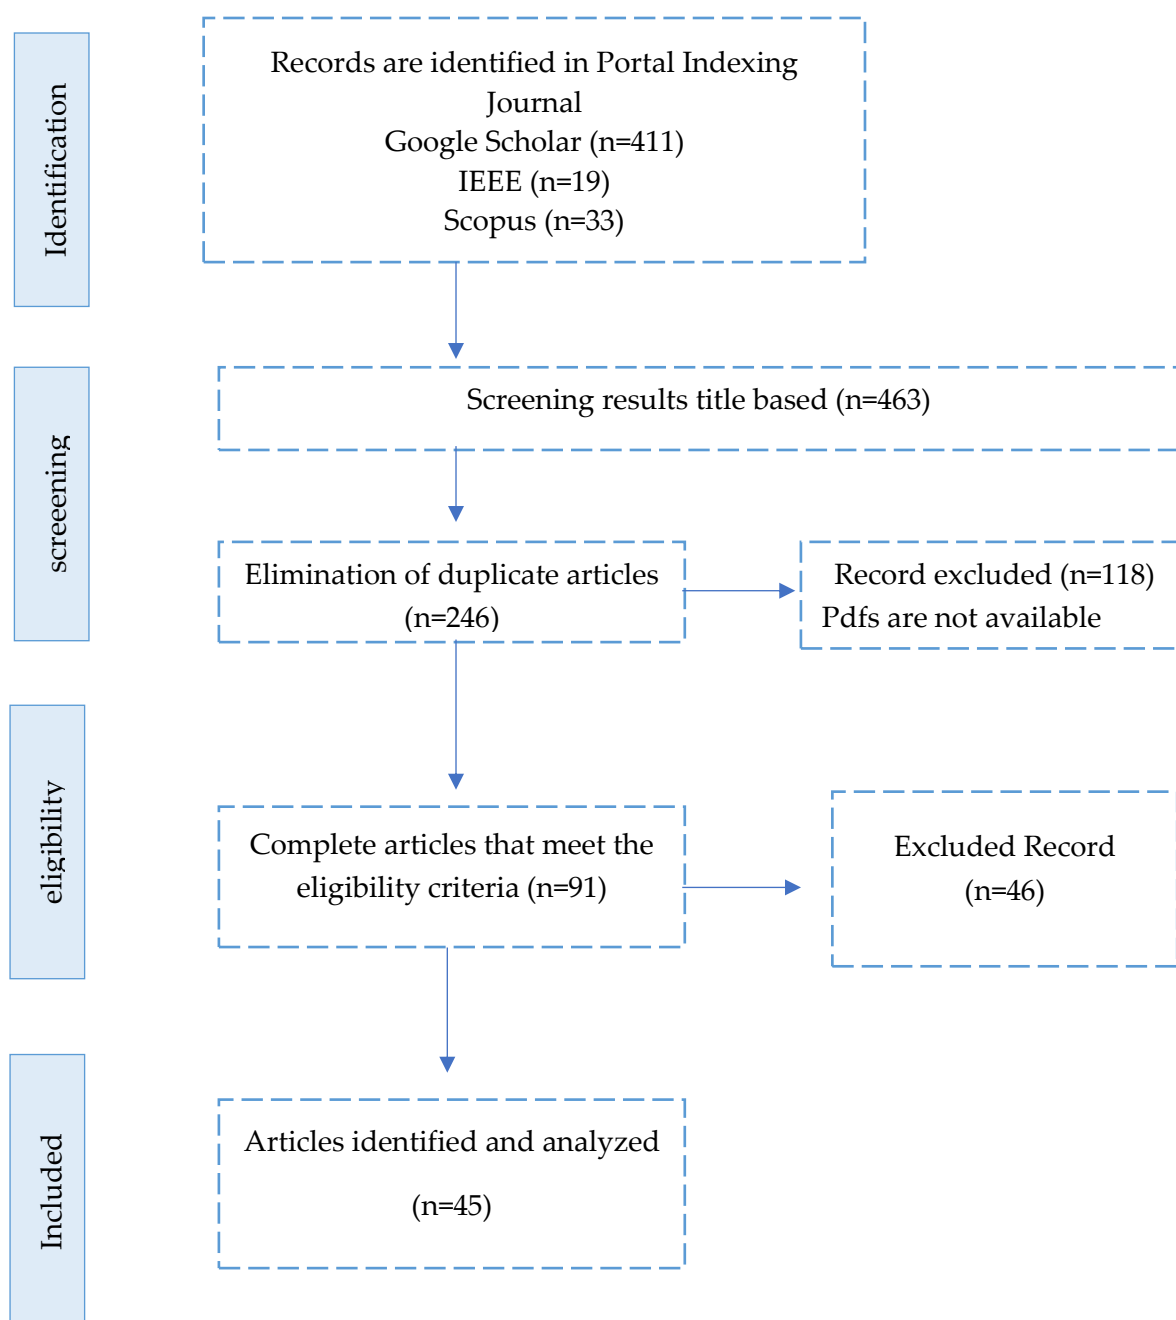 Identification
Records are identified in Portal Indexing
Journal
Google Scholar (n=411)
IEEE (n=19)
Scopus (n=33)
screeening
Screening results title based (n=463)
Elimination of duplicate articles
(n=246)
Record excluded (n=118)
Pdfs are not available
eligibility
Complete articles that meet the
eligibility criteria (n=91)
Excluded Record
(n=46)
Included
Articles identified and analyzed
(n=45)